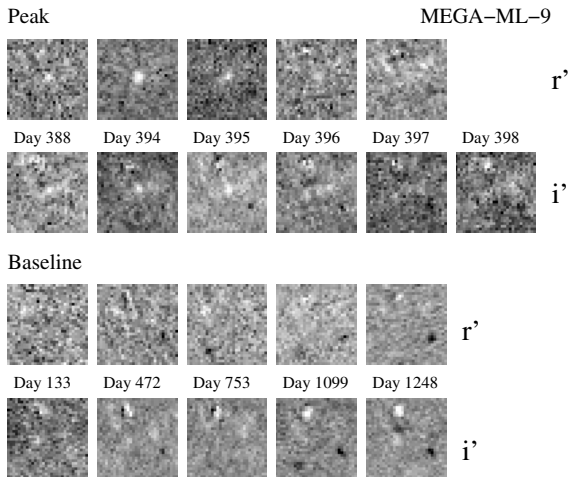 Peak MEGA−ML−9
r'
Day 388 Day 394 Day 395 Day 396 Day 397 Day 398
i'
Baseline
r'
Day 133 Day 472 Day 753 Day 1099 Day 1248
i'